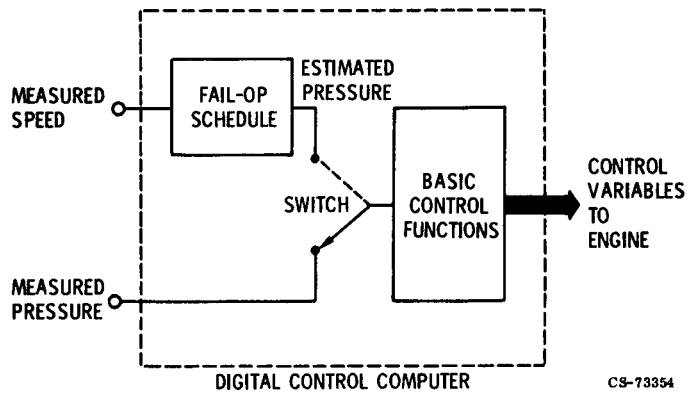 MEASURED
SPEED
FAIL-OP
SCHEDULE
ESTIMATED
PRESSURE
SWITCH
BASIC
CONTROL
FUNCTIONS
CONTROL
VARIABLES
TO
ENGINE
MEASURED
PRESSURE
DIGITAL CONTROL COMPUTER
CS-73354